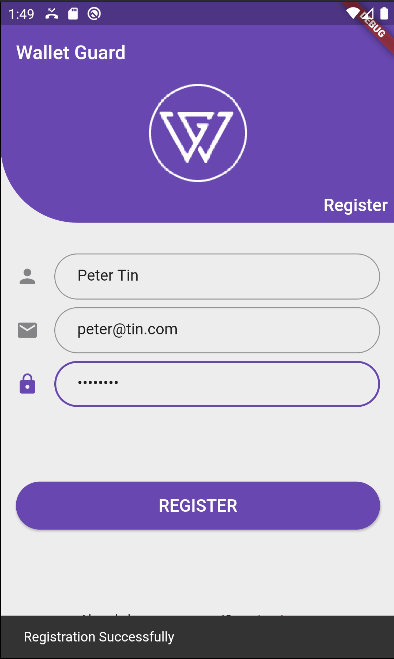 1:49
DEBUG
Wallet Guard
Register
Peter Tin
peter@tin.com
REGISTER
Registration Successfully